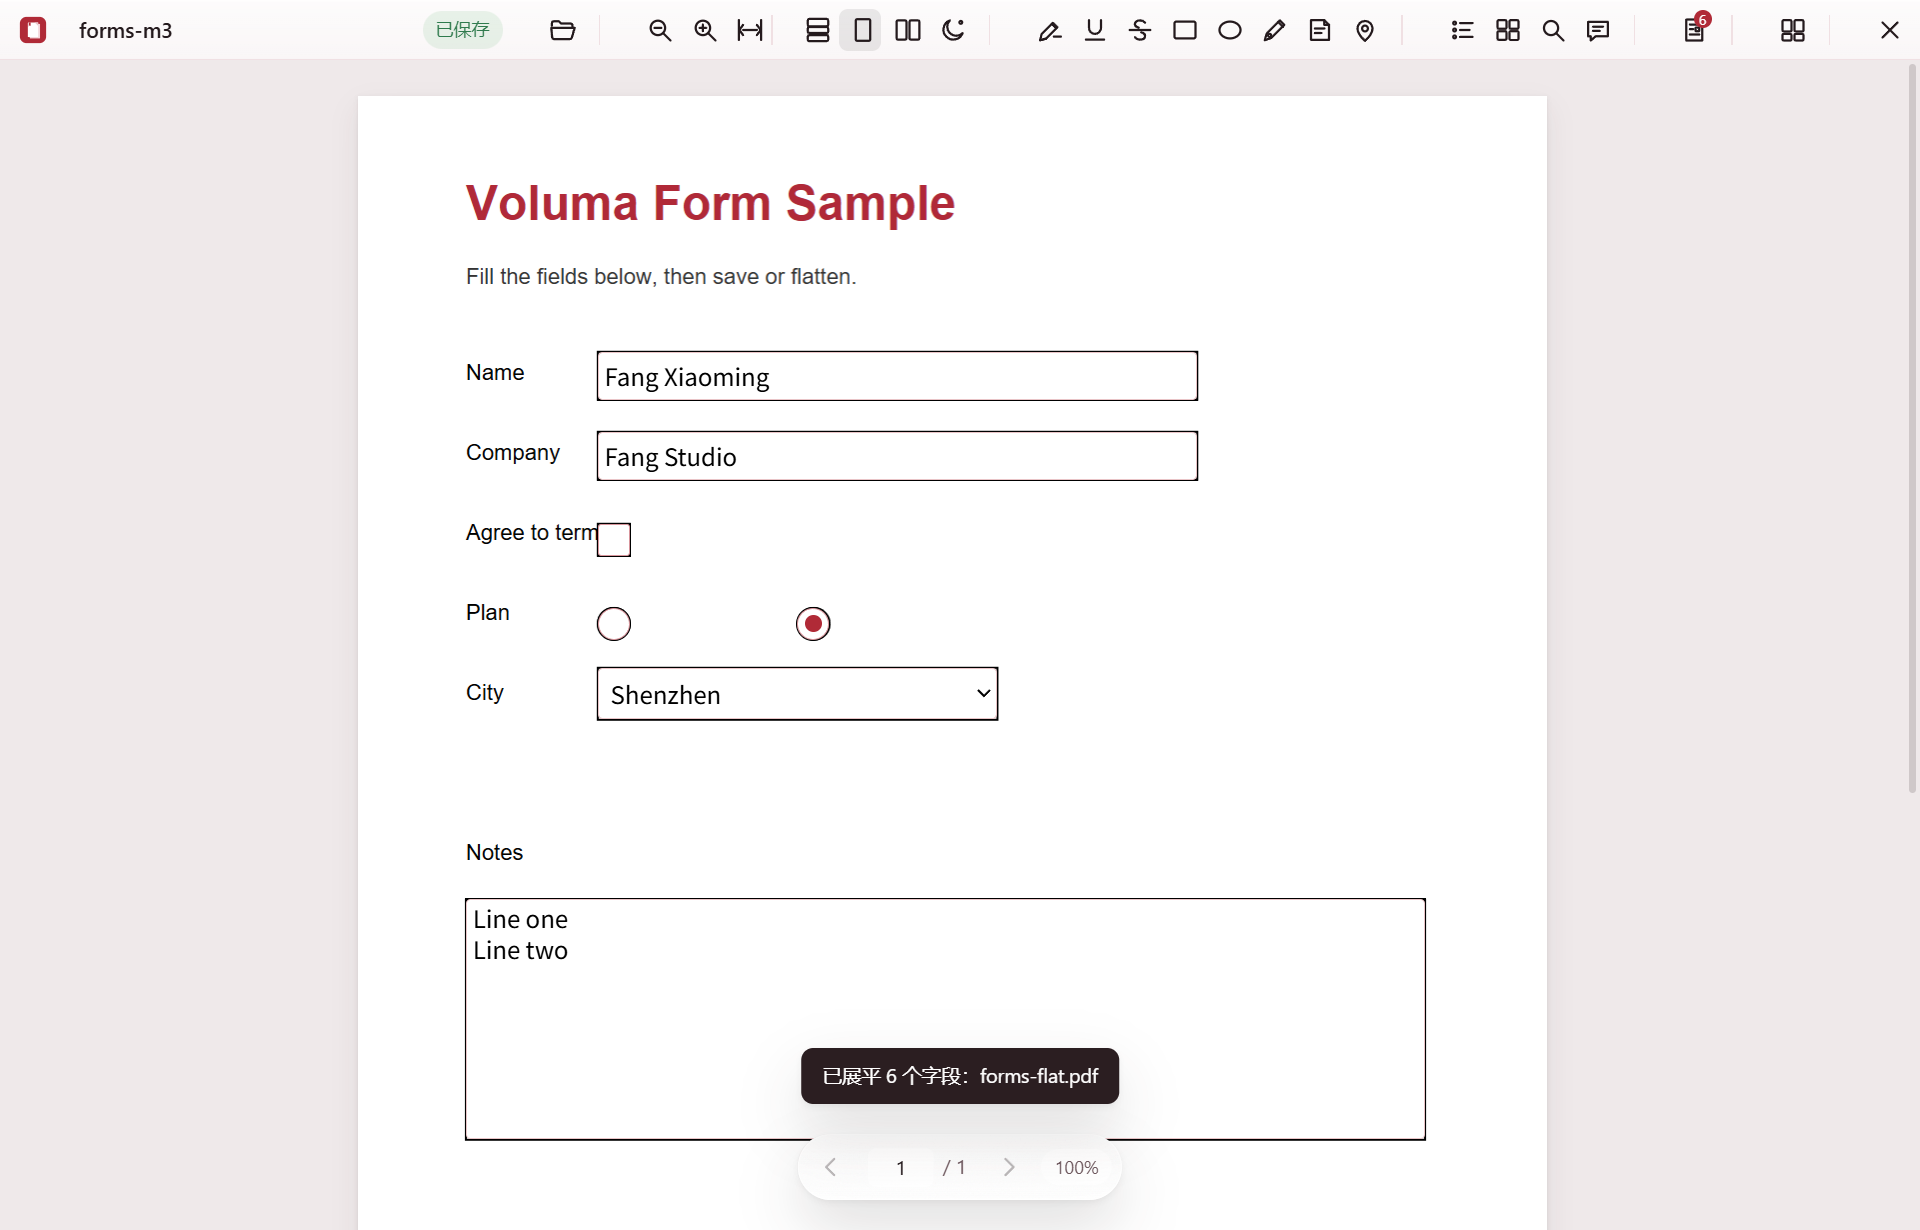 forms-m3
已保存
6
Voluma Form Sample
Fill the fields below, then save or flatten.
Name
Fang Xiaoming
Company
Fang Studio
Agree to term
Plan
City
Shenzhen
Notes
Line one
Line two
已展平 6 个字段：forms-flat.pdf
1 / 1
100%